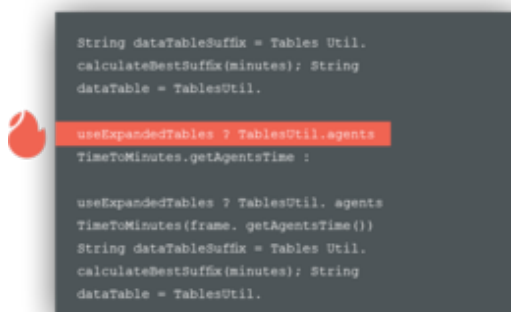 String dataTableSuffix = Tables Util.
calculateBestSuffix(minutes); String
dataTable = TablesUtil.
useExpandedTables ? TablesUtil.agents
TimeToMinutes.getAgentsTime :
useExpandedTables ? TablesUtil. agents
TimeToMinutes(frame. getAgentsTime())
String dataTableSuffix = Tables Util.
calculateBestSuffix(minutes); String
dataTable = TablesUtil.